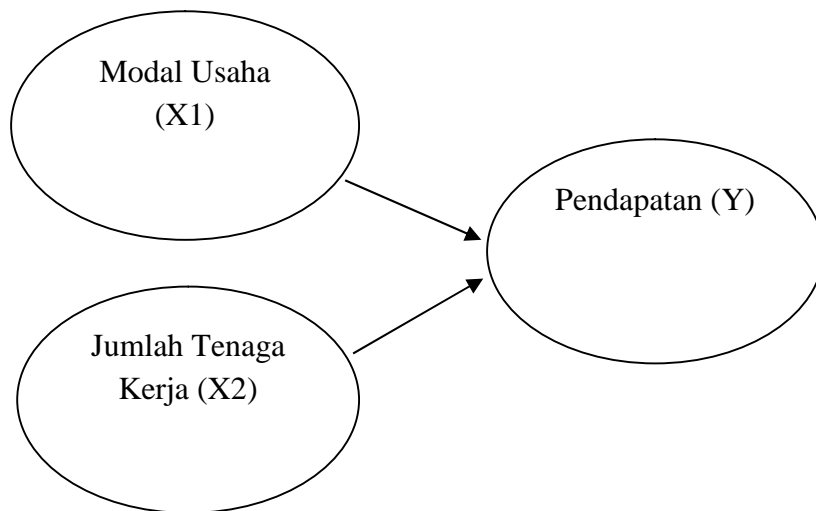 Modal Usaha
(X1)
Pendapatan (Y)
Jumlah Tenaga
Kerja (X2)